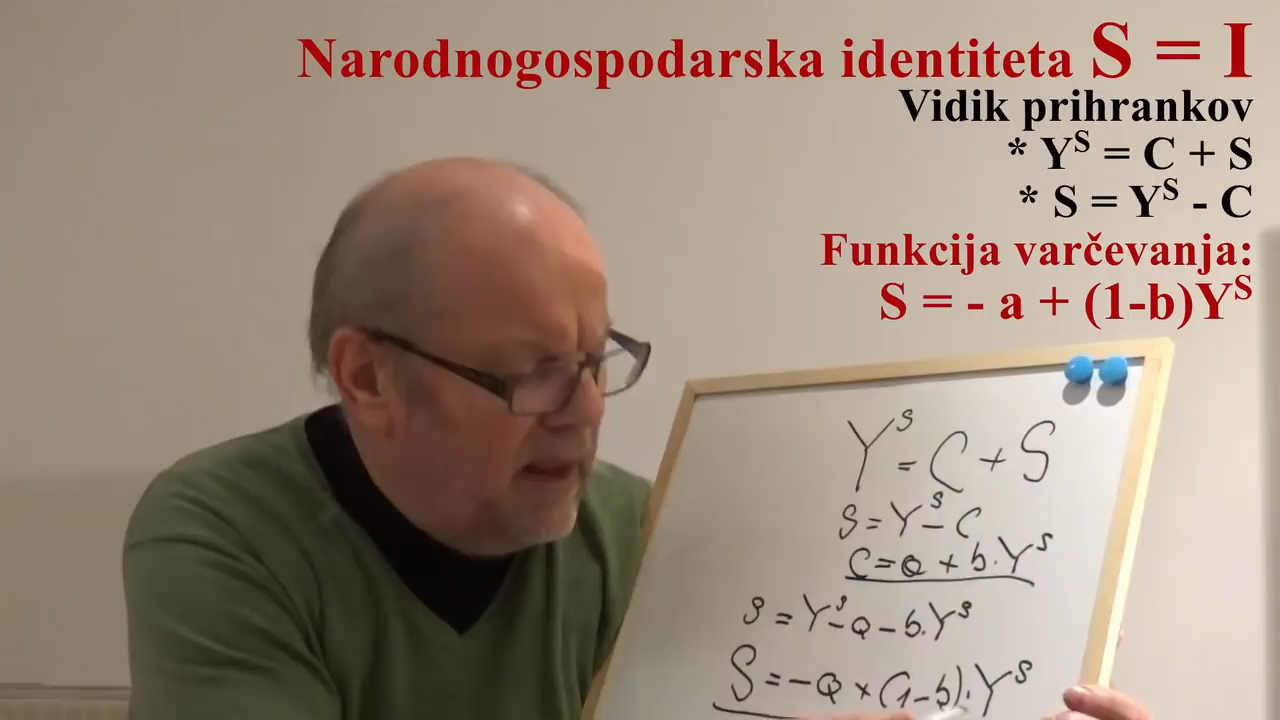 Narodnogospodarska identiteta S = I
Vidik prihrankov
* Yˢ = C + S
* S = Yˢ - C
Funkcija varčevanja:
S = - a + (1-b)Yˢ
Yˢ = C + S
S = Yˢ - C
C = a + b.Yˢ
S = Yˢ - a - b.Yˢ
S = - a + (1-b).Yˢ